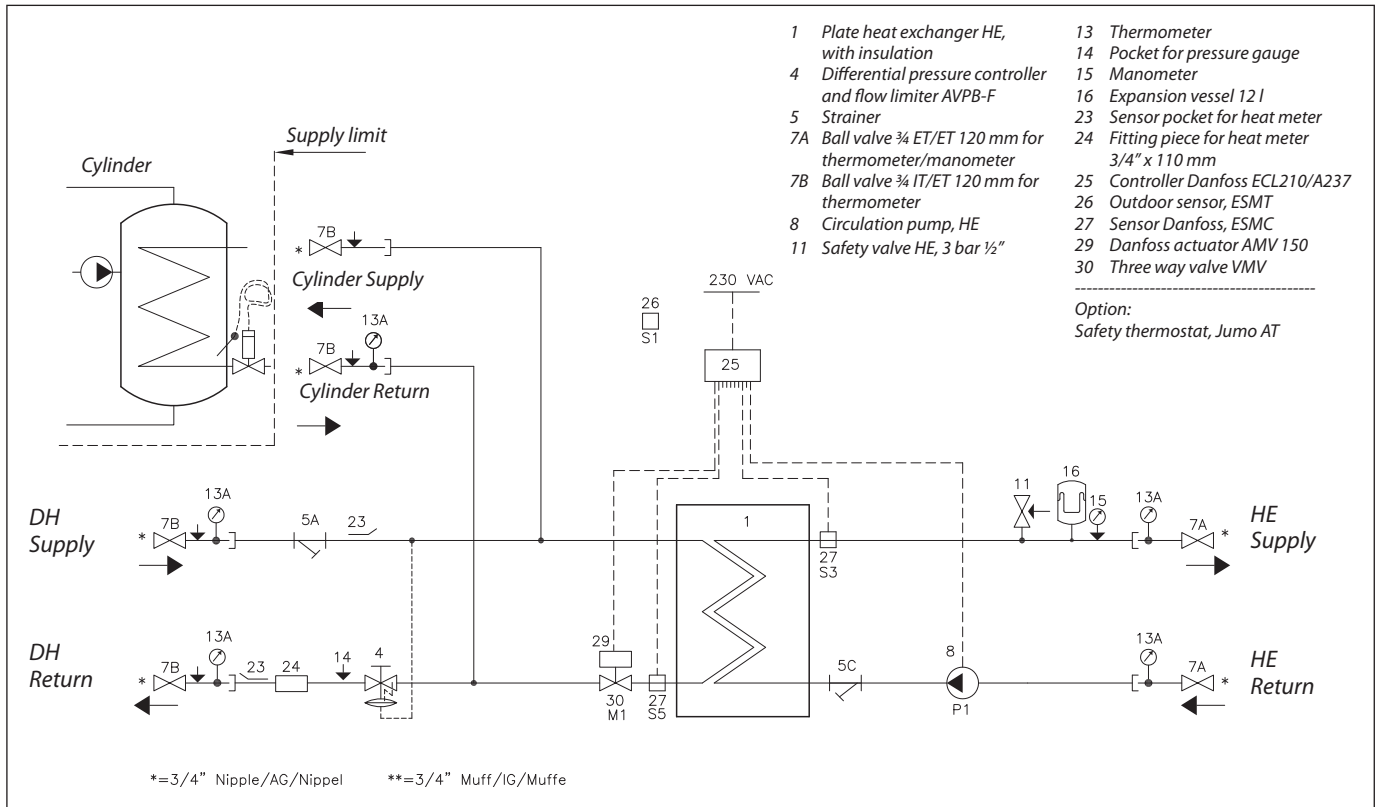 1 Plate heat exchanger HE,
with insulation
4 Differential pressure controller
and flow limiter AVPB-F
5 Strainer
7A Ball valve ¾ ET/ET 120 mm for
thermometer/manometer
7B Ball valve ¾ IT/ET 120 mm for
thermometer
8 Circulation pump, HE
11 Safety valve HE, 3 bar ½”
13 Thermometer
14 Pocket for pressure gauge
15 Manometer
16 Expansion vessel 12 l
23 Sensor pocket for heat meter
24 Fitting piece for heat meter
3/4” x 110 mm
25 Controller Danfoss ECL210/A237
26 Outdoor sensor, ESMT
27 Sensor Danfoss, ESMC
29 Danfoss actuator AMV 150
30 Three way valve VMV
Option:
Safety thermostat, Jumo AT
Supply limit
Cylinder
* 7B
Cylinder Supply
13A
* 7B
Cylinder Return
26
S1
230 VAC
25
DH
Supply
* 7B
13A
5A
23
1
27
S3
11
16
15
13A
7A *
HE
Supply
DH
Return
* 7B
13A
23
24
14
4
29
30
M1
27
S5
5C
8
P1
13A
7A *
HE
Return
*=3/4” Nipple/AG/Nippel **=3/4” Muff/IG/Muffe